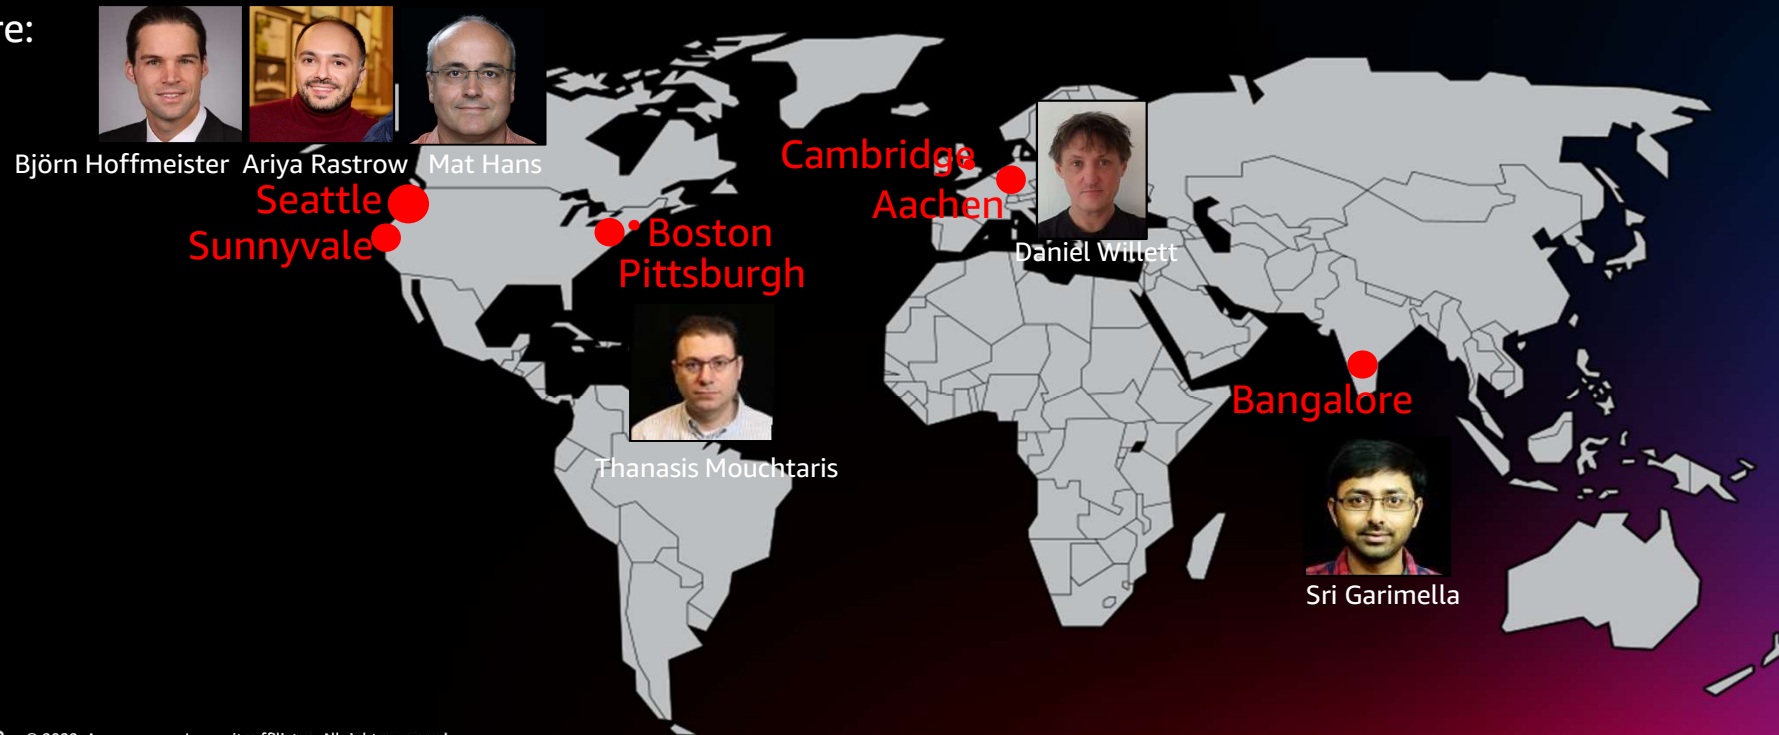 re:
Björn Hoffmeister Ariya Rastrow Mat Hans
Seattle
Sunnyvale
Boston
Pittsburgh
Thanasis Mouchtaris
Cambridge
Aachen
Daniel Willett
Bangalore
Sri Garimella